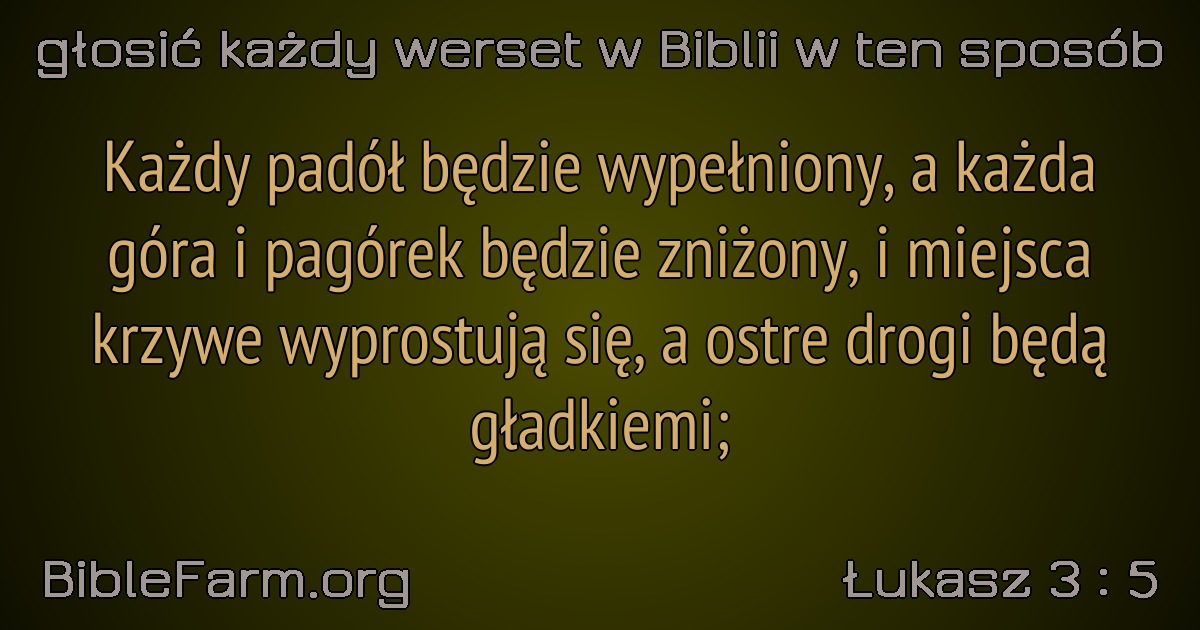 głosić każdy werset w Biblii w ten sposób
Każdy padół będzie wypełniony, a każda
góra i pagórek będzie zniżony, i miejsca
krzywe wyprostują się, a ostre drogi będą
gładkiemi;
BibleFarm.org
Łukasz 3 : 5